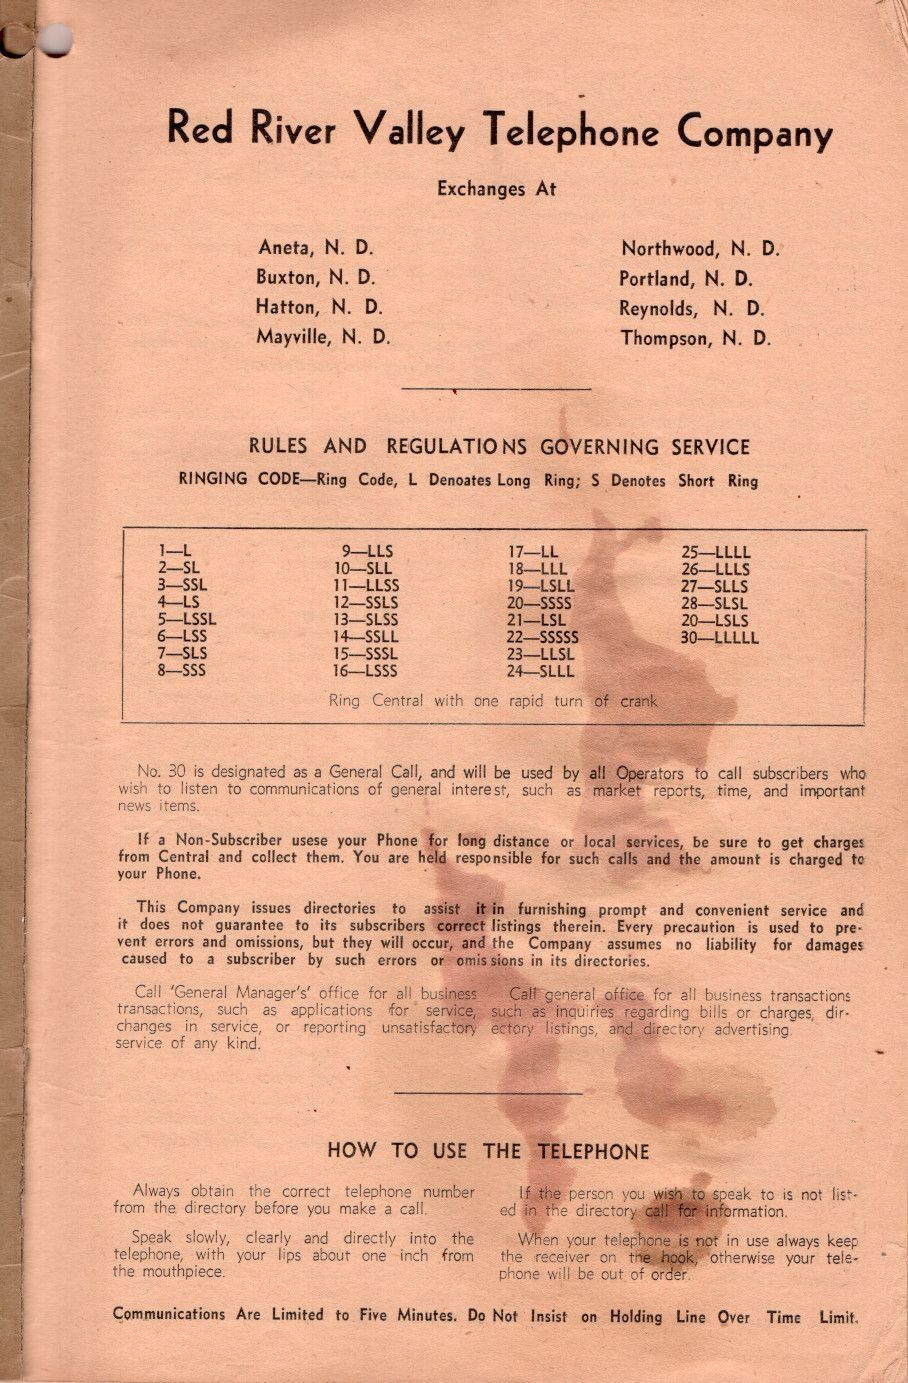 Red River Valley Telephone Company
Exchanges At
Aneta, N. D.
Buxton, N. D.
Hatton, N. D.
Mayville, N. D.
Northwood, N. D.
Portland, N. D.
Reynolds, N. D.
Thompson, N. D.
RULES AND REGULATIONS GOVERNING SERVICE
RINGING CODE—Ring Code, L Denoates Long Ring; S Denotes Short Ring
1—L
2—SL
3—SSL
4—LS
5—LSSL
6—LSS
7—SLS
8—SSS
9—LLS
10—SLL
11—LLSS
12—SSLS
13—SLSS
14—SSLL
15—SSSL
16—LSSS
17—LL
18—LLL
19—LSLL
20—SSSS
21—LSL
22—SSSSS
23—LLSL
24—SLLL
25—LLLL
26—LLLS
27—SLLS
28—SLSL
20—LSLS
30—LLLLL
Ring Central with one rapid turn of crank
No. 30 is designated as a General Call, and will be used by all Operators to call subscribers who
wish to listen to communications of general interest, such as market reports, time, and important
news items.
If a Non-Subscriber usese your Phone for long distance or local services, be sure to get charges
from Central and collect them. You are held responsible for such calls and the amount is charged to
your Phone.
This Company issues directories to assist it in furnishing prompt and convenient service and
it does not guarantee to its subscribers correct listings therein. Every precaution is used to pre-
vent errors and omissions, but they will occur, and the Company assumes no liability for damages
caused to a subscriber by such errors or omissions in its directories.
Call 'General Manager's' office for all business
transactions, such as applications for service,
changes in service, or reporting unsatisfactory
service of any kind.
Call general office for all business transactions
such as inquiries regarding bills or charges, dir-
ectory listings, and directory advertising.
HOW TO USE THE TELEPHONE
Always obtain the correct telephone number
from the directory before you make a call.
Speak slowly, clearly and directly into the
telephone, with your lips about one inch from
the mouthpiece.
If the person you wish to speak to is not list-
ed in the directory call for information.
When your telephone is not in use always keep
the receiver on the hook, otherwise your tele-
phone will be out of order.
Communications Are Limited to Five Minutes. Do Not Insist on Holding Line Over Time Limit.